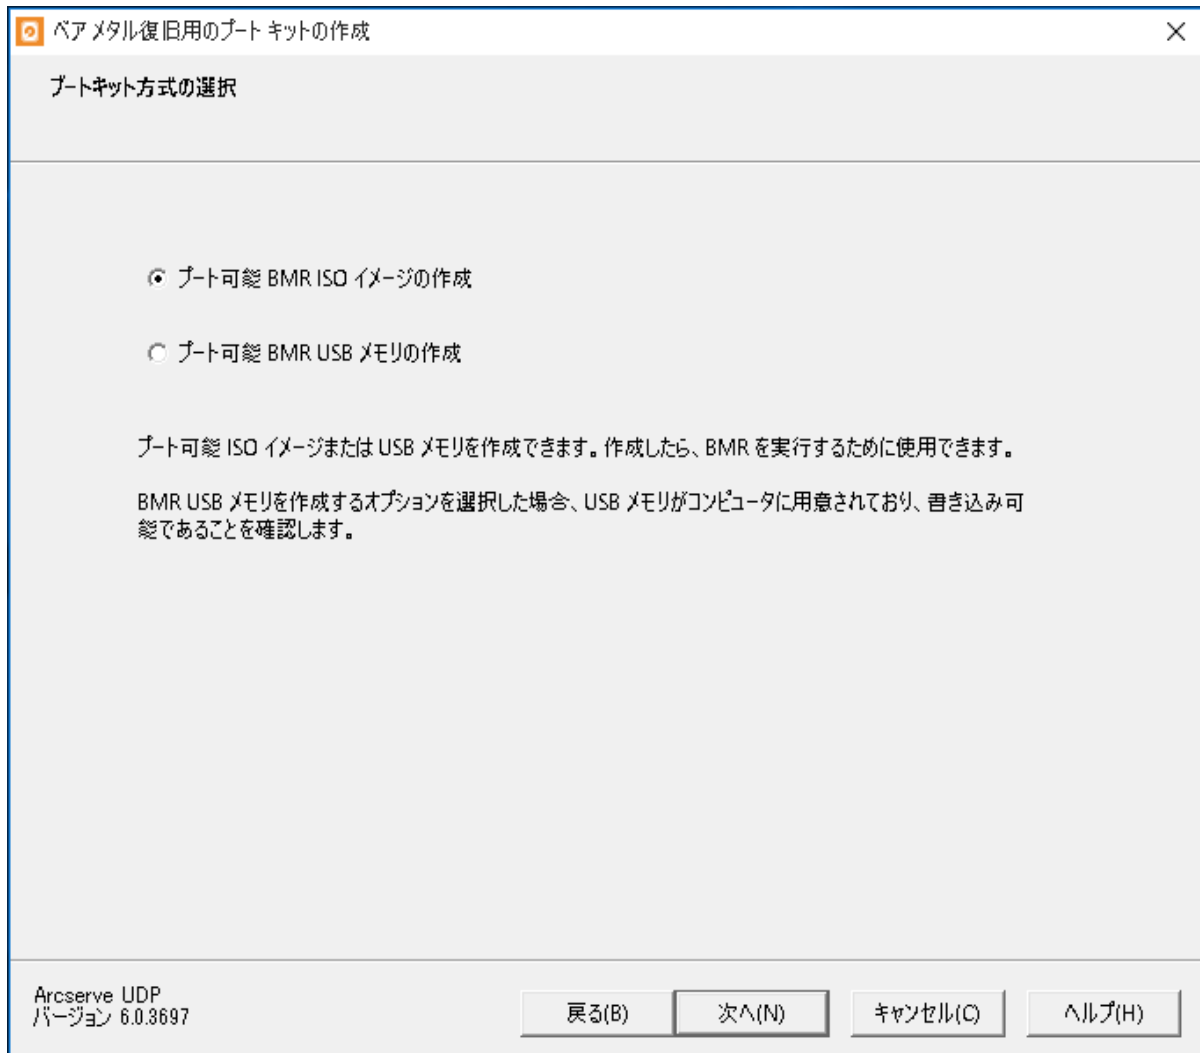 ベア メタル復旧用のブート キットの作成
ブートキット方式の選択
ブート可能 BMR ISO イメージの作成
ブート可能 BMR USB メモリの作成
ブート可能 ISO イメージまたは USB メモリを作成できます。作成したら、BMR を実行するために使用できます。
BMR USB メモリを作成するオプションを選択した場合、USB メモリがコンピュータに用意されており、書き込み可
能であることを確認します。
Arcserve UDP
バージョン 6.0.3697
戻る(B)
次へ(N)
キャンセル(C)
ヘルプ(H)